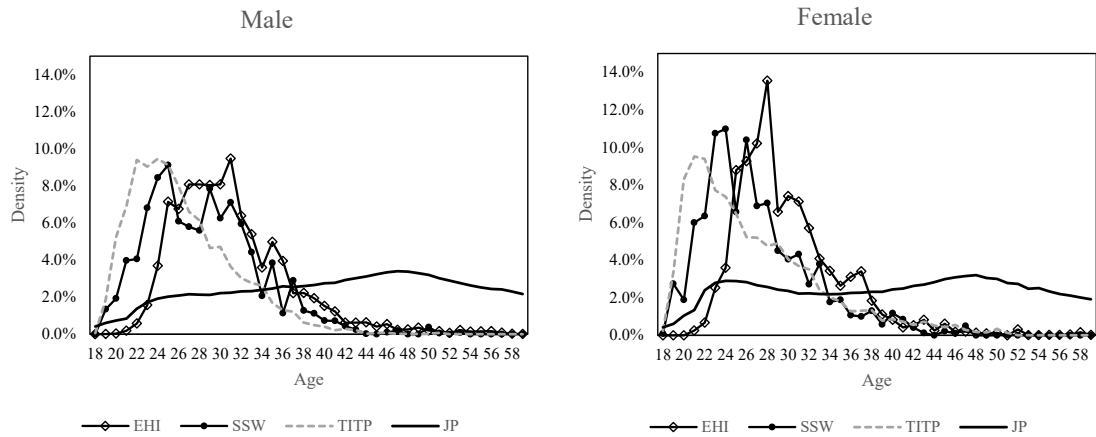 Male
14.0%
12.0%
10.0%
8.0%
6.0%
4.0%
2.0%
0.0%
Density
18 20 22 24 26 28 30 32 34 36 38 40 42 44 46 48 50 52 54 56 58
Age
EHI SSW TITP JP
Female
14.0%
12.0%
10.0%
8.0%
6.0%
4.0%
2.0%
0.0%
Density
18 20 22 24 26 28 30 32 34 36 38 40 42 44 46 48 50 52 54 56 58
Age
EHI SSW TITP JP